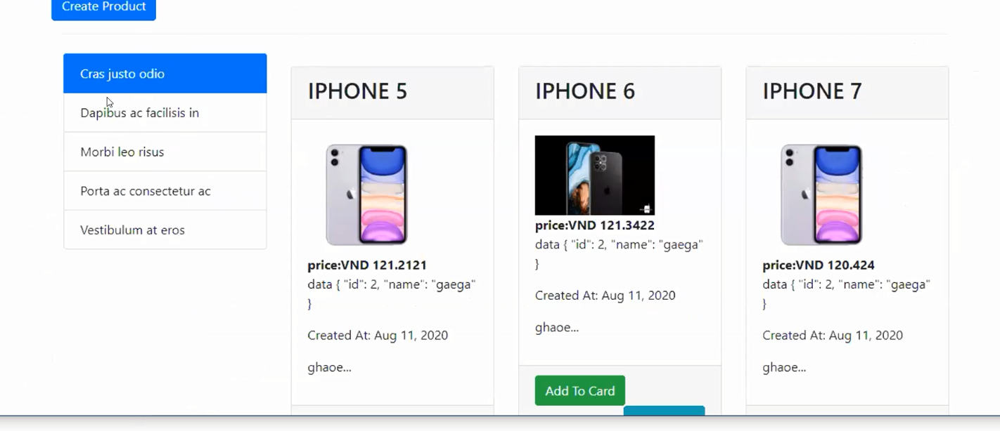 Create Product
Cras justo odio
Dapibus ac facilisis in
Morbi leo risus
Porta ac consectetur ac
Vestibulum at eros
IPHONE 5
price:VND 121.2121
data { "id": 2, "name": "gaega"
}
Created At: Aug 11, 2020
ghaoe...
IPHONE 6
price:VND 121.3422
data { "id": 2, "name": "gaega"
}
Created At: Aug 11, 2020
ghaoe...
Add To Card
IPHONE 7
price:VND 120.424
data { "id": 2, "name": "gaega"
}
Created At: Aug 11, 2020
ghaoe...